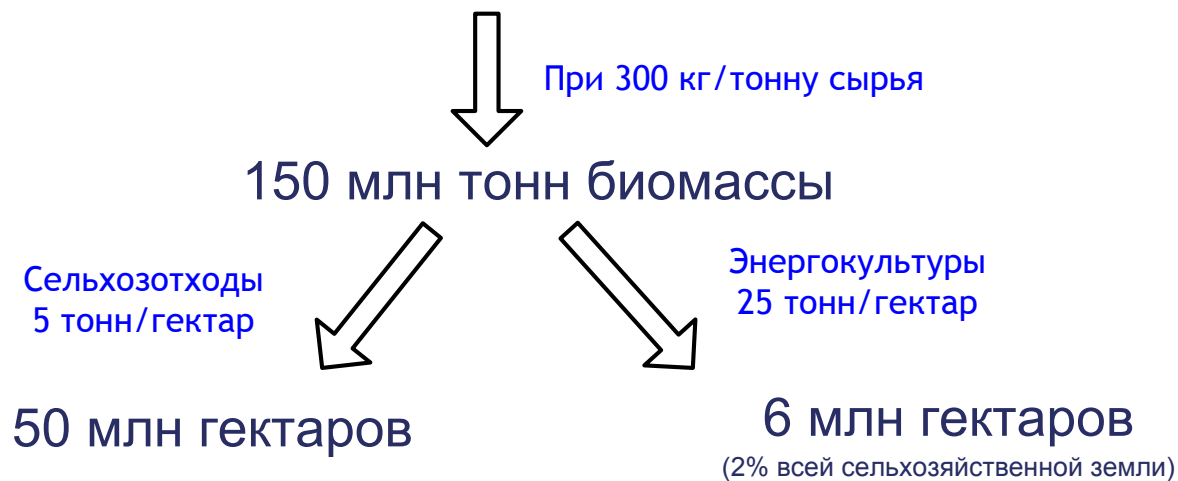 При 300 кг/тонну сырья
150 млн тонн биомассы
Сельхозотходы
5 тонн/гектар
Энергокультуры
25 тонн/гектар
50 млн гектаров
6 млн гектаров
(2% всей сельхозяйственной земли)